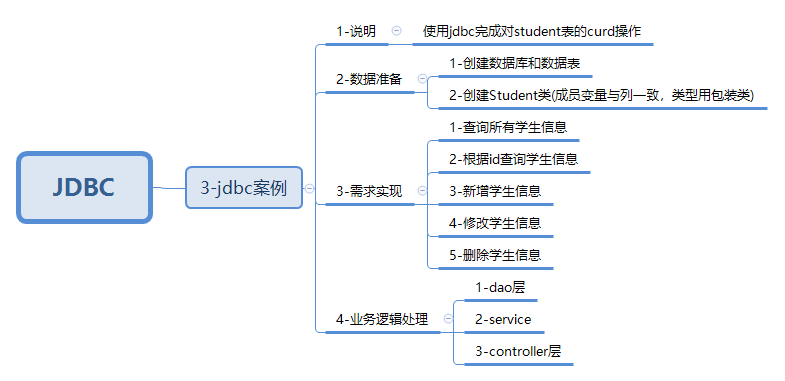 JDBC
3-jdbc案例
1-说明
使用jdbc完成对student表的curd操作
2-数据准备
1-创建数据库和数据表
2-创建Student类(成员变量与列一致，类型用包装类)
3-需求实现
1-查询所有学生信息
2-根据id查询学生信息
3-新增学生信息
4-修改学生信息
5-删除学生信息
4-业务逻辑处理
1-dao层
2-service
3-controller层